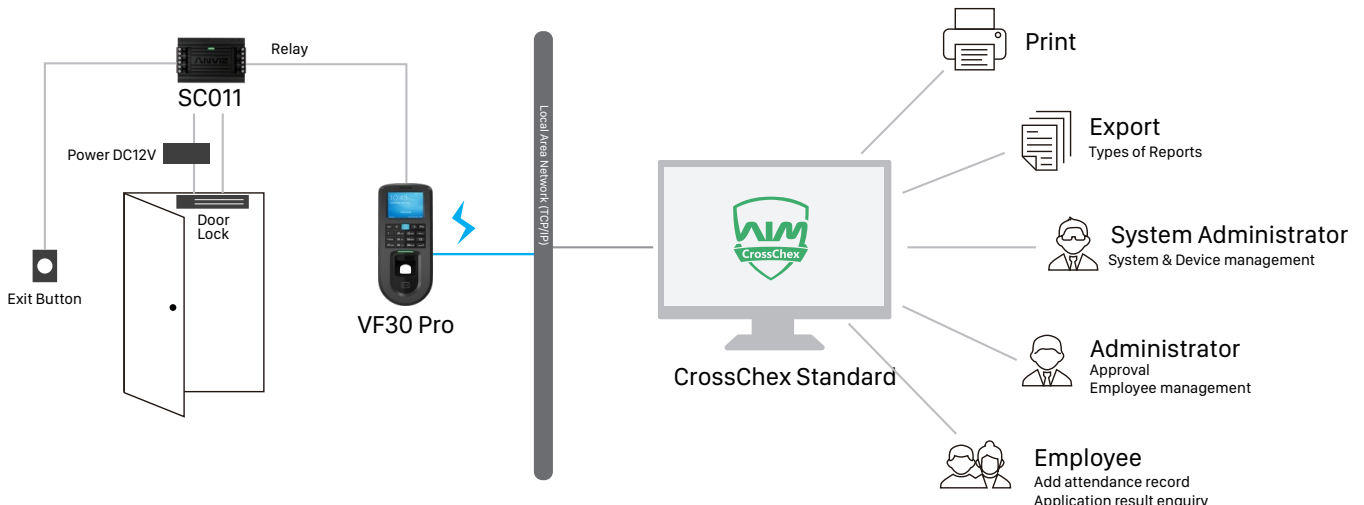 Relay
ANVIZ
SC011
Power DC12V
Door
Lock
Exit Button
VF30 Pro
Local Area Network (TCP/IP)
AIM
CrossChex
CrossChex Standard
Print
Export
Types of Reports
System Administrator
System & Device management
Administrator
Approval
Employee management
Employee
Add attendance record
Application result enquiry